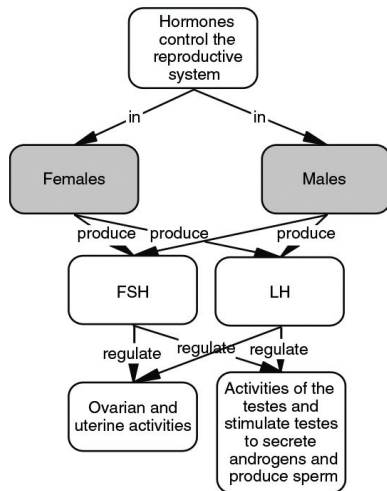 Hormones
control the
reproductive
system
in
in
Females
Males
produce
produce
produce
FSH
LH
regulate
regulate
regulate
Ovarian and
uterine activities
Activities of the
testes and
stimulate testes
to secrete
androgens and
produce sperm